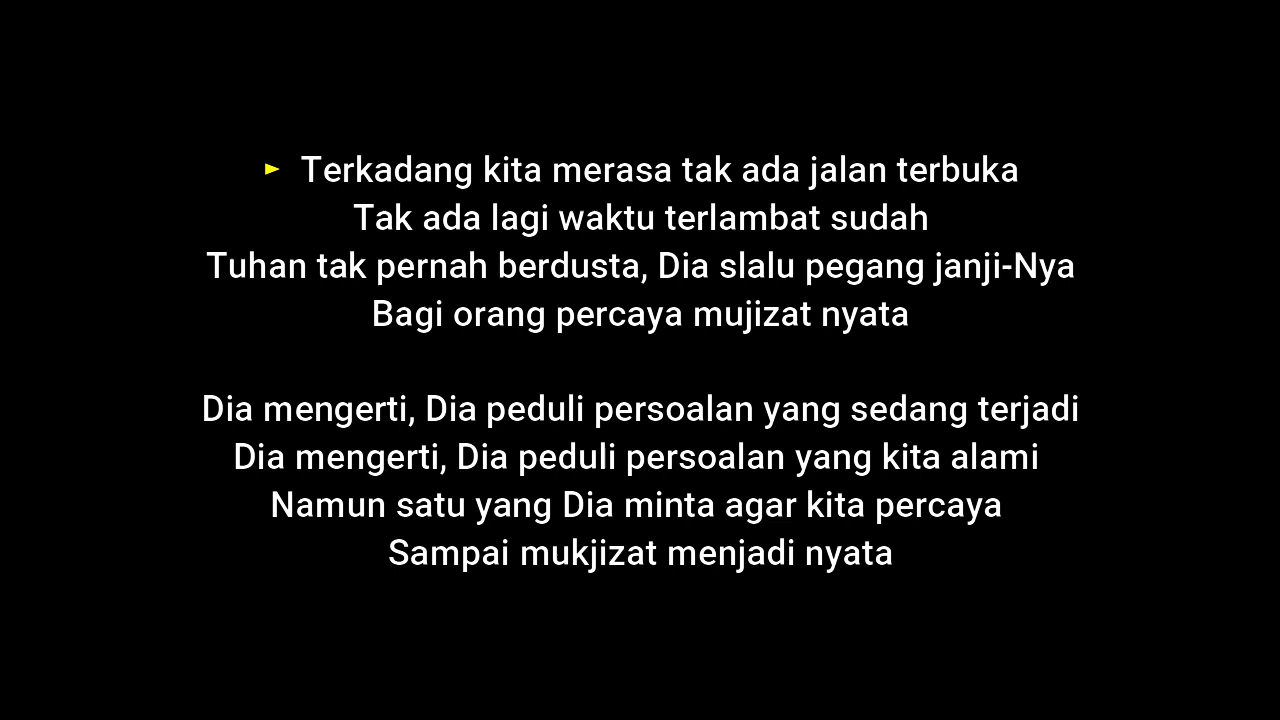 ► Terkadang kita merasa tak ada jalan terbuka
Tak ada lagi waktu terlambat sudah
Tuhan tak pernah berdusta, Dia slalu pegang janji-Nya
Bagi orang percaya mujizat nyata
Dia mengerti, Dia peduli persoalan yang sedang terjadi
Dia mengerti, Dia peduli persoalan yang kita alami
Namun satu yang Dia minta agar kita percaya
Sampai mukjizat menjadi nyata